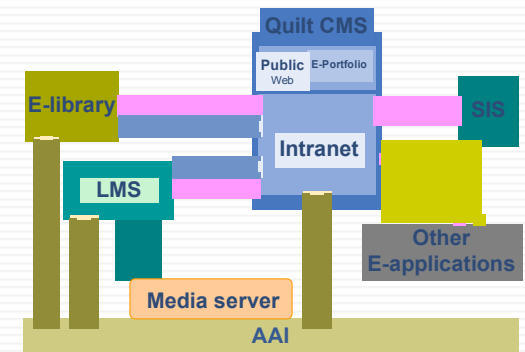 Quilt CMS
Public E-Portfolio
Web
E-library
SIS
Intranet
LMS
Other
E-applications
Media server
AAI